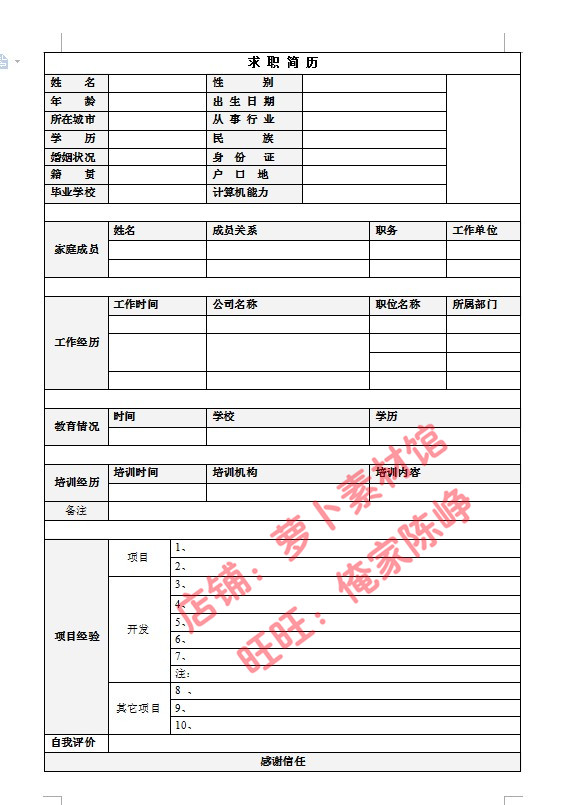 求 职 简 历
姓 名 性 别
年 龄 出 生 日 期
所在城市 从 事 行 业
学 历 民 族
婚姻状况 身 份 证
籍 贯 户 口 地
毕业学校 计算机能力
家庭成员 姓名 成员关系 职务 工作单位
工作经历 工作时间 公司名称 职位名称 所属部门
教育情况 时间 学校 学历
培训经历 培训时间 培训机构 培训内容
备注
项目经验 项目 1、
2、
开发 3、
4、
5、
6、
7、
注:
其它项目 8 、
9、
10、
自我评价
感谢信任
店铺：萝卜素材馆
旺旺：俺家陈峥